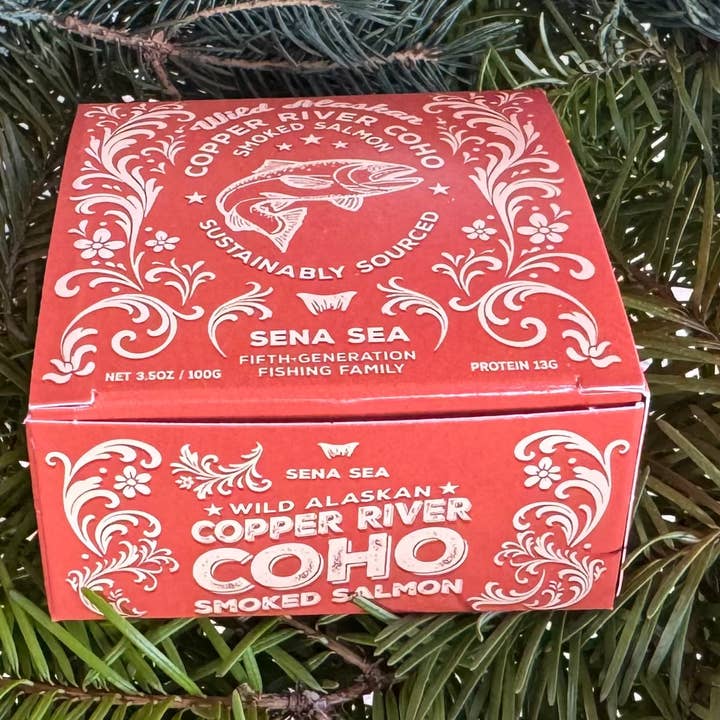 Wild Alaskan
COPPER RIVER COHO
SMOKED SALMON
SUSTAINABLY SOURCED
SENA SEA
FIFTH-GENERATION
FISHING FAMILY
NET 3.5OZ / 100G
PROTEIN 13G
SENA SEA
WILD ALASKAN
COPPER RIVER
COHO
SMOKED SALMON